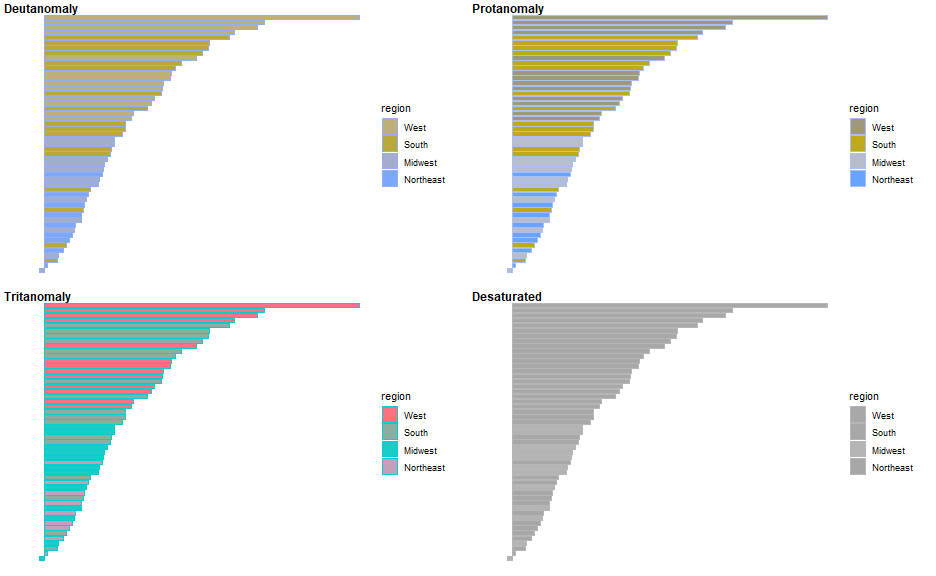 Deutanomaly
region
West
South
Midwest
Northeast
Protanomaly
region
West
South
Midwest
Northeast
Tritanomaly
region
West
South
Midwest
Northeast
Desaturated
region
West
South
Midwest
Northeast